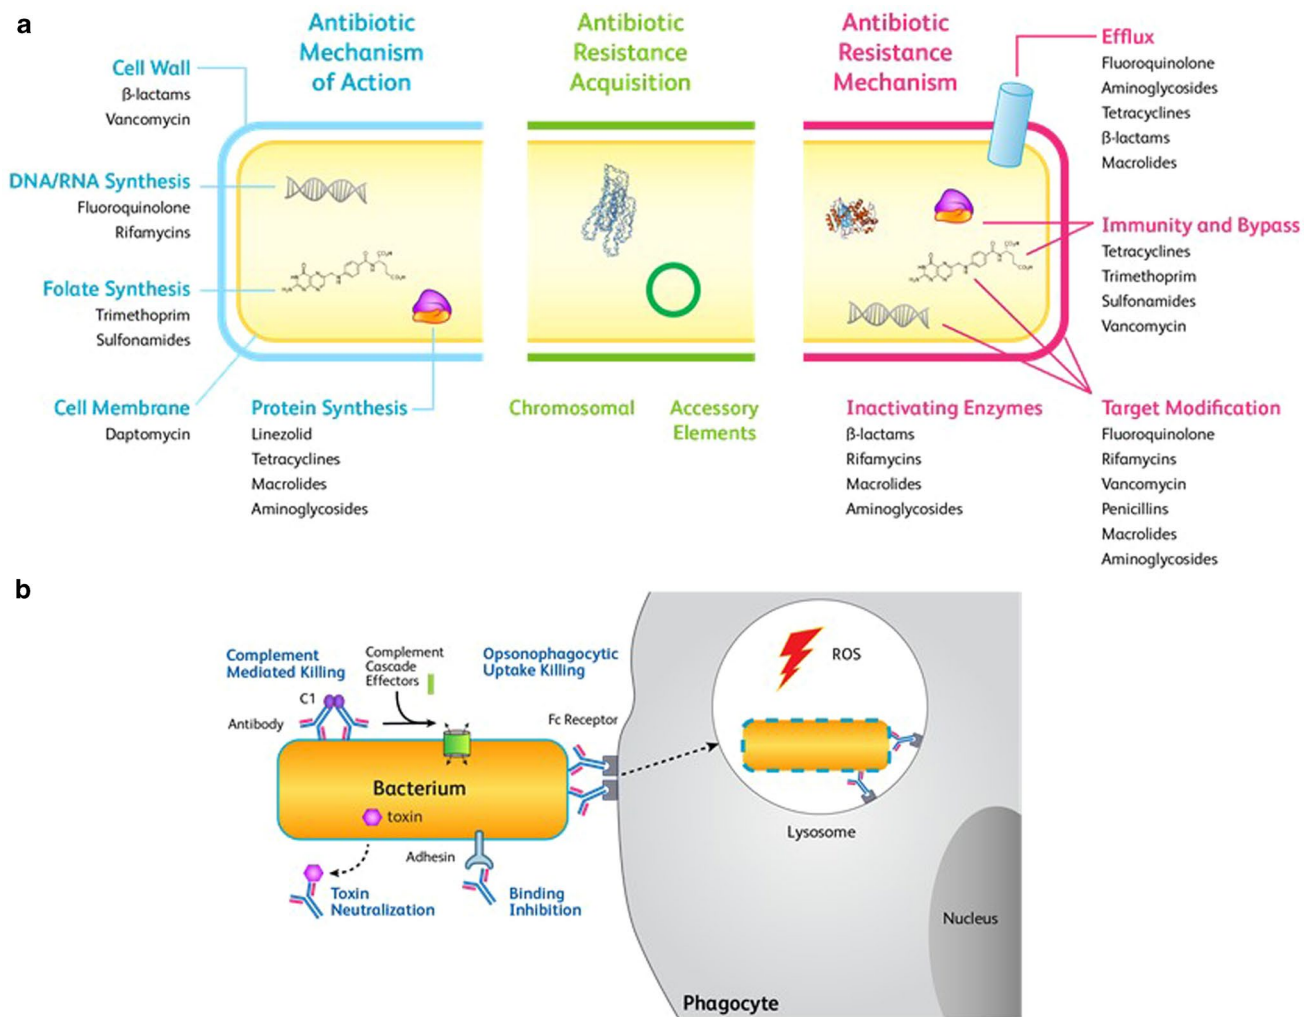 a
Antibiotic
Mechanism
of Action
Antibiotic
Resistance
Acquisition
Antibiotic
Resistance
Mechanism
Cell Wall
β-lactams
Vancomycin
DNA/RNA Synthesis
Fluoroquinolone
Rifamycins
Folate Synthesis
Trimethoprim
Sulfonamides
Cell Membrane
Daptomycin
Protein Synthesis
Linezolid
Tetracyclines
Macrolides
Aminoglycosides
Chromosomal
Accessory
Elements
Efflux
Fluoroquinolone
Aminoglycosides
Tetracyclines
β-lactams
Macrolides
Immunity and Bypass
Tetracyclines
Trimethoprim
Sulfonamides
Vancomycin
Inactivating Enzymes
β-lactams
Rifamycins
Macrolides
Aminoglycosides
Target Modification
Fluoroquinolone
Rifamycins
Vancomycin
Penicillins
Macrolides
Aminoglycosides
b
Complement
Mediated Killing
Complement
Cascade
Effectors
Opsonophagocytic
Uptake Killing
C1
Antibody
Fc Receptor
Bacterium
toxin
Adhesin
Toxin
Neutralization
Binding
Inhibition
ROS
Lysosome
Nucleus
Phagocyte